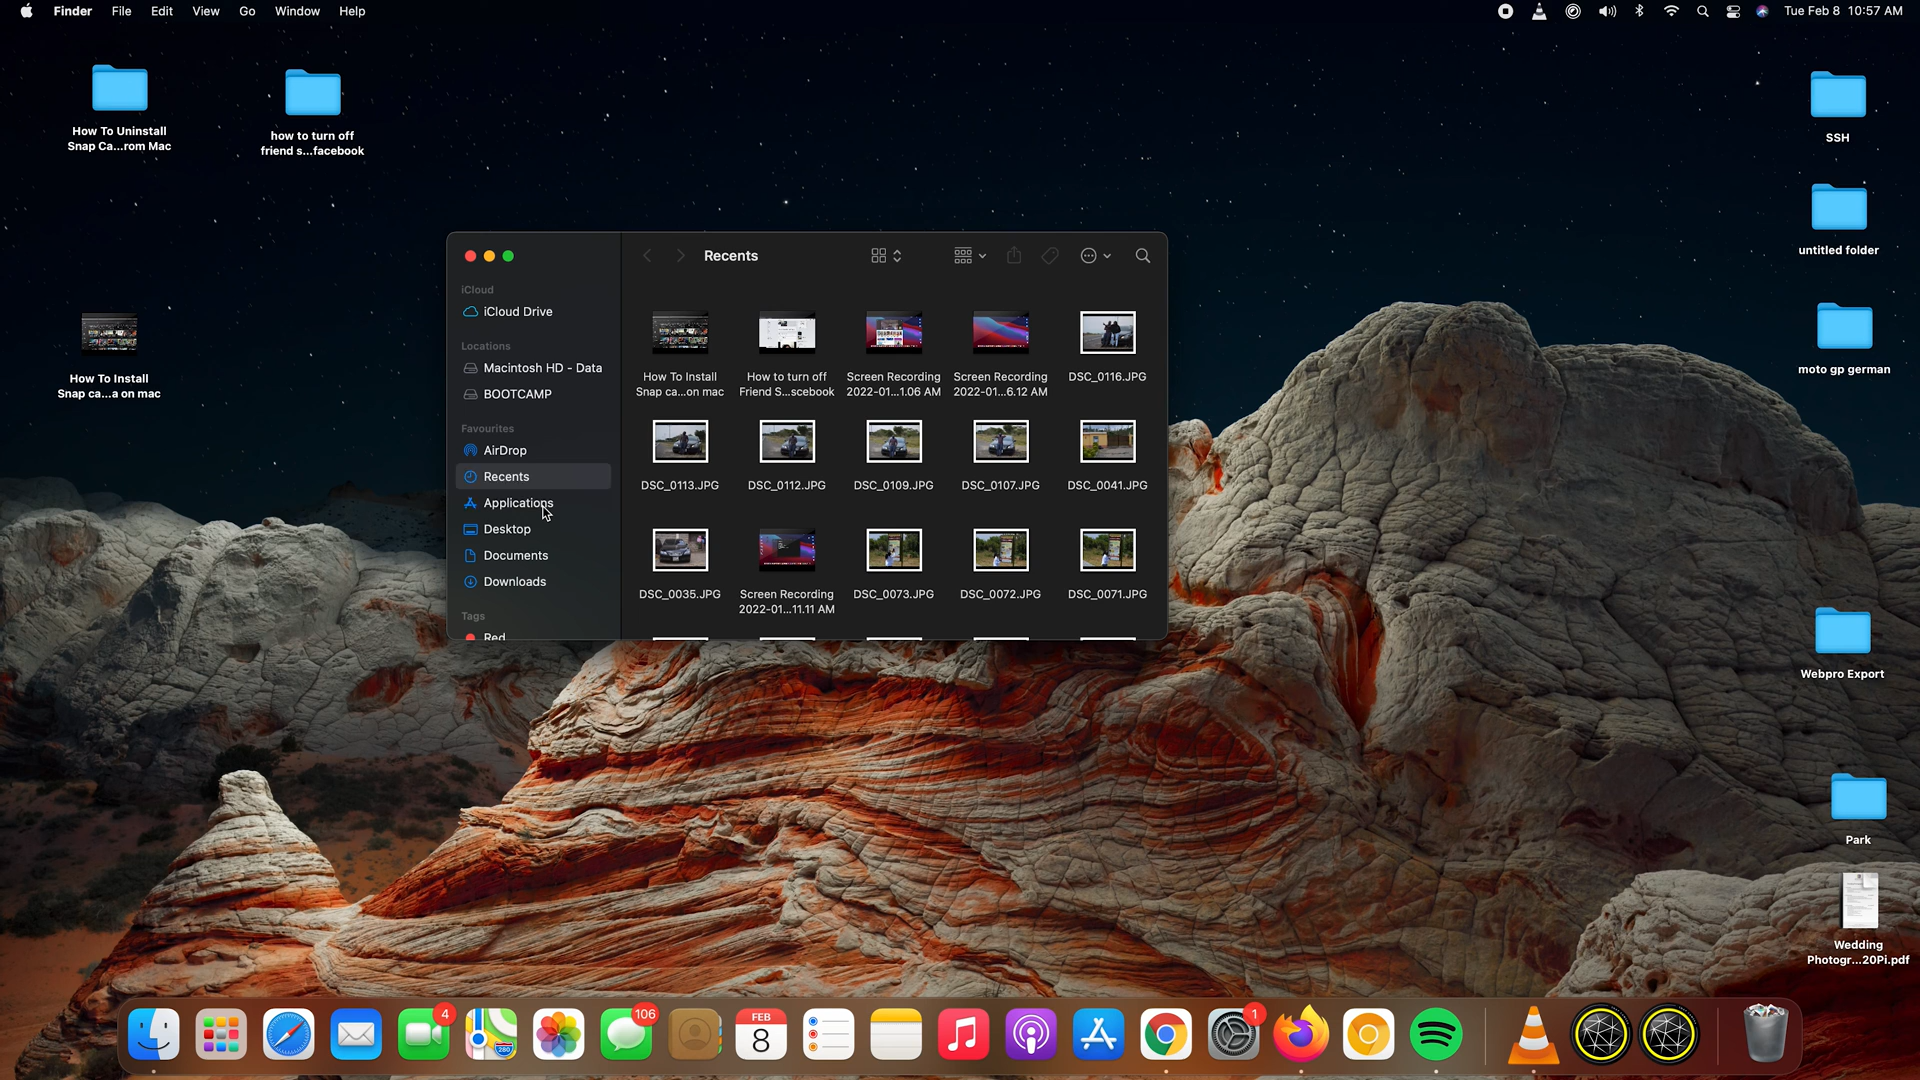 Finder File Edit View Go Window Help
Tue Feb 8 10:57 AM
How To Uninstall
Snap Ca...rom Mac
how to turn off
friend s...facebook
How To Install
Snap ca...a on mac
SSH
untitled folder
moto gp german
Webpro Export
Park
Wedding
Photogr...20Pi.pdf
iCloud
iCloud Drive
Locations
Macintosh HD - Data
BOOTCAMP
Favourites
AirDrop
Recents
Applications
Desktop
Documents
Downloads
Tags
Red
Recents
How To Install
Snap ca...on mac
How to turn off
Friend S...scebook
Screen Recording
2022-01...1.06 AM
Screen Recording
2022-01...6.12 AM
DSC_0116.JPG
DSC_0113.JPG
DSC_0112.JPG
DSC_0109.JPG
DSC_0107.JPG
DSC_0041.JPG
DSC_0035.JPG
Screen Recording
2022-01...11.11 AM
DSC_0073.JPG
DSC_0072.JPG
DSC_0071.JPG
4
280
106
FEB
8
1